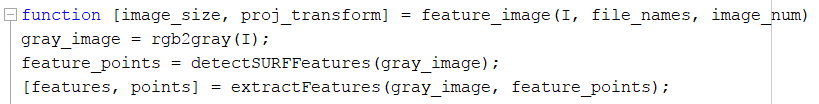 function [image_size, proj_transform] = feature_image(I, file_names, image_num)
gray_image = rgb2gray(I);
feature_points = detectSURFFeatures(gray_image);
[features, points] = extractFeatures(gray_image, feature_points);